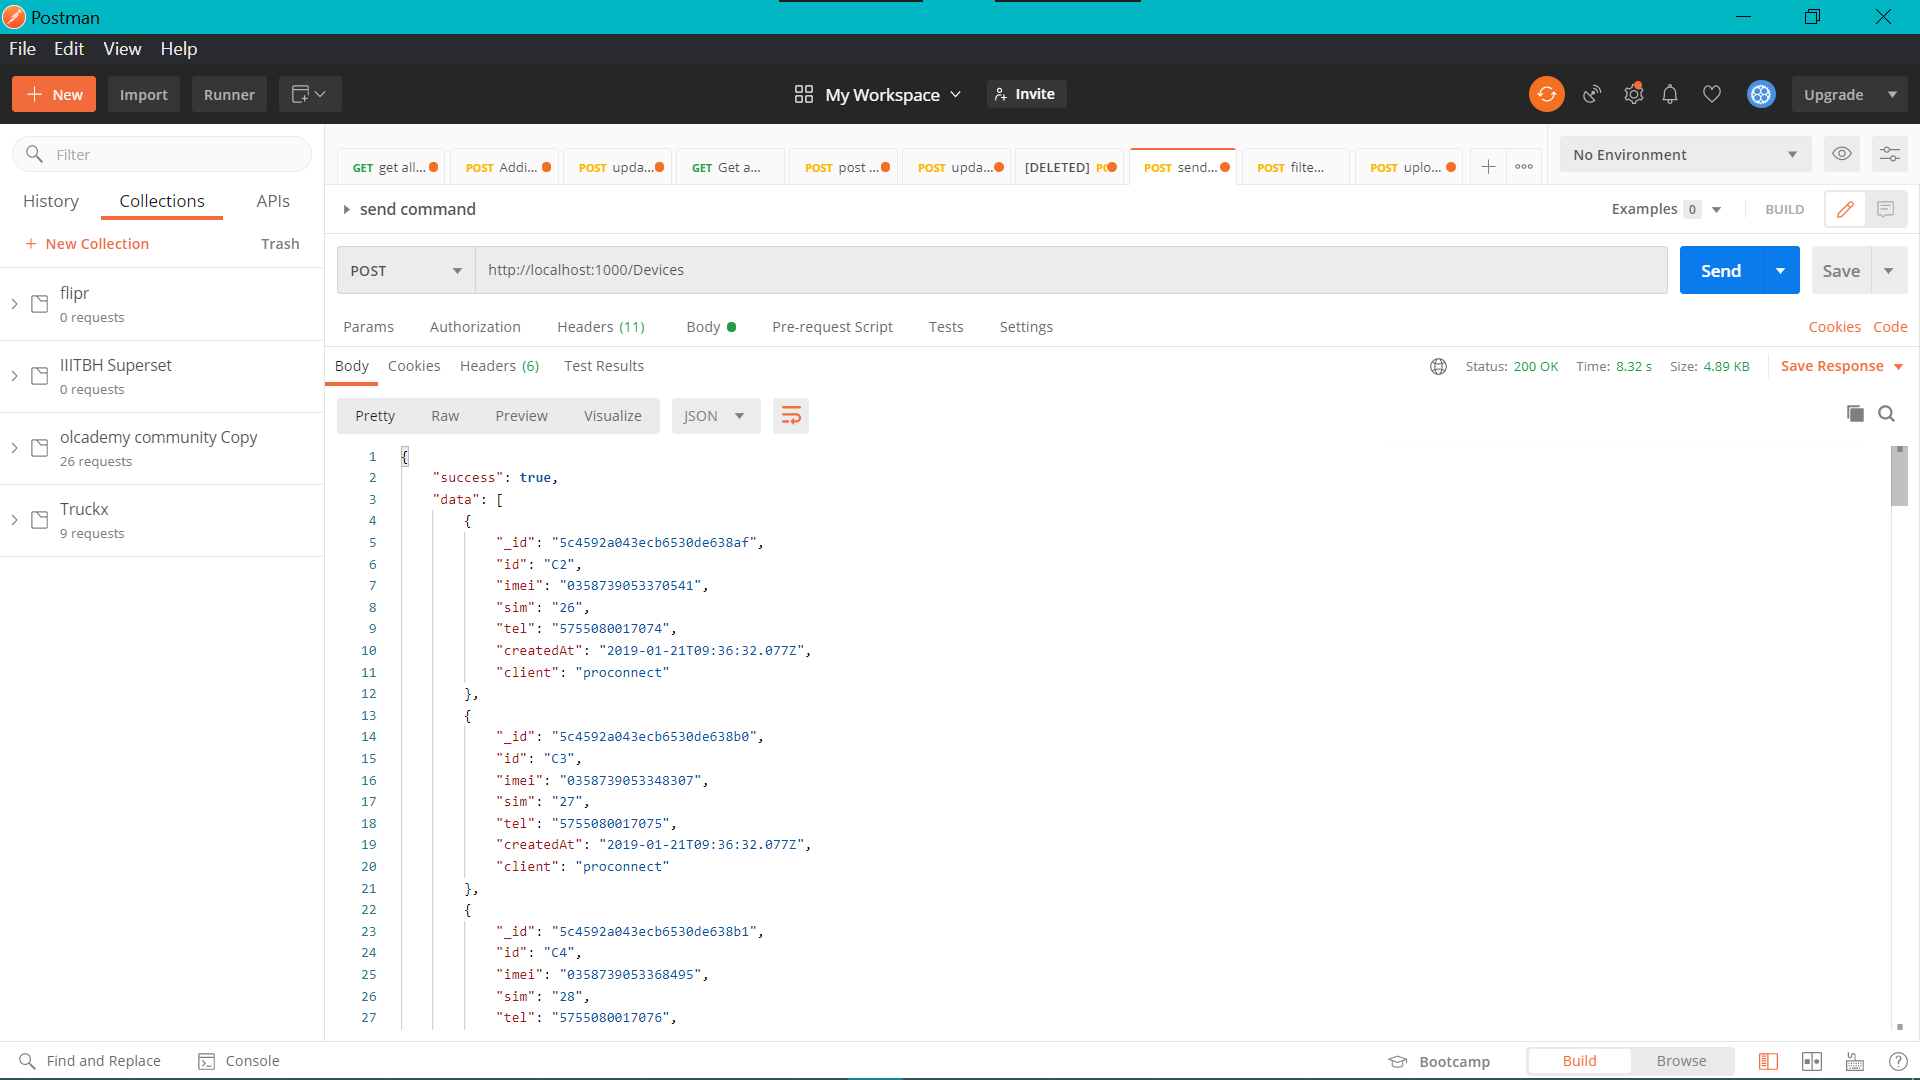 Postman
File Edit View Help
New Import Runner My Workspace Invite Upgrade
Filter
History Collections APIs
+ New Collection Trash
flipr
0 requests
IIITBH Superset
0 requests
olcademy community Copy
26 requests
Truckx
9 requests
GET get all... POST Addi... POST upda... GET Get a... POST post ... POST upda... [DELETED] PO POST send... POST filte... POST uplo...
No Environment
send command
Examples 0 BUILD
POST http://localhost:1000/Devices Send Save
Params Authorization Headers (11) Body Pre-request Script Tests Settings Cookies Code
Body Cookies Headers (6) Test Results Status: 200 OK Time: 8.32 s Size: 4.89 KB Save Response
Pretty Raw Preview Visualize JSON
1 {
2 "success": true,
3 "data": [
4 {
5 "_id": "5c4592a043ecb6530de638af",
6 "id": "C2",
7 "imei": "0358739053370541",
8 "sim": "26",
9 "tel": "5755080017074",
10 "createdAt": "2019-01-21T09:36:32.077Z",
11 "client": "proconnect"
12 },
13 {
14 "_id": "5c4592a043ecb6530de638b0",
15 "id": "C3",
16 "imei": "0358739053348307",
17 "sim": "27",
18 "tel": "5755080017075",
19 "createdAt": "2019-01-21T09:36:32.077Z",
20 "client": "proconnect"
21 },
22 {
23 "_id": "5c4592a043ecb6530de638b1",
24 "id": "C4",
25 "imei": "0358739053368495",
26 "sim": "28",
27 "tel": "5755080017076",
Find and Replace Console Bootcamp Build Browse